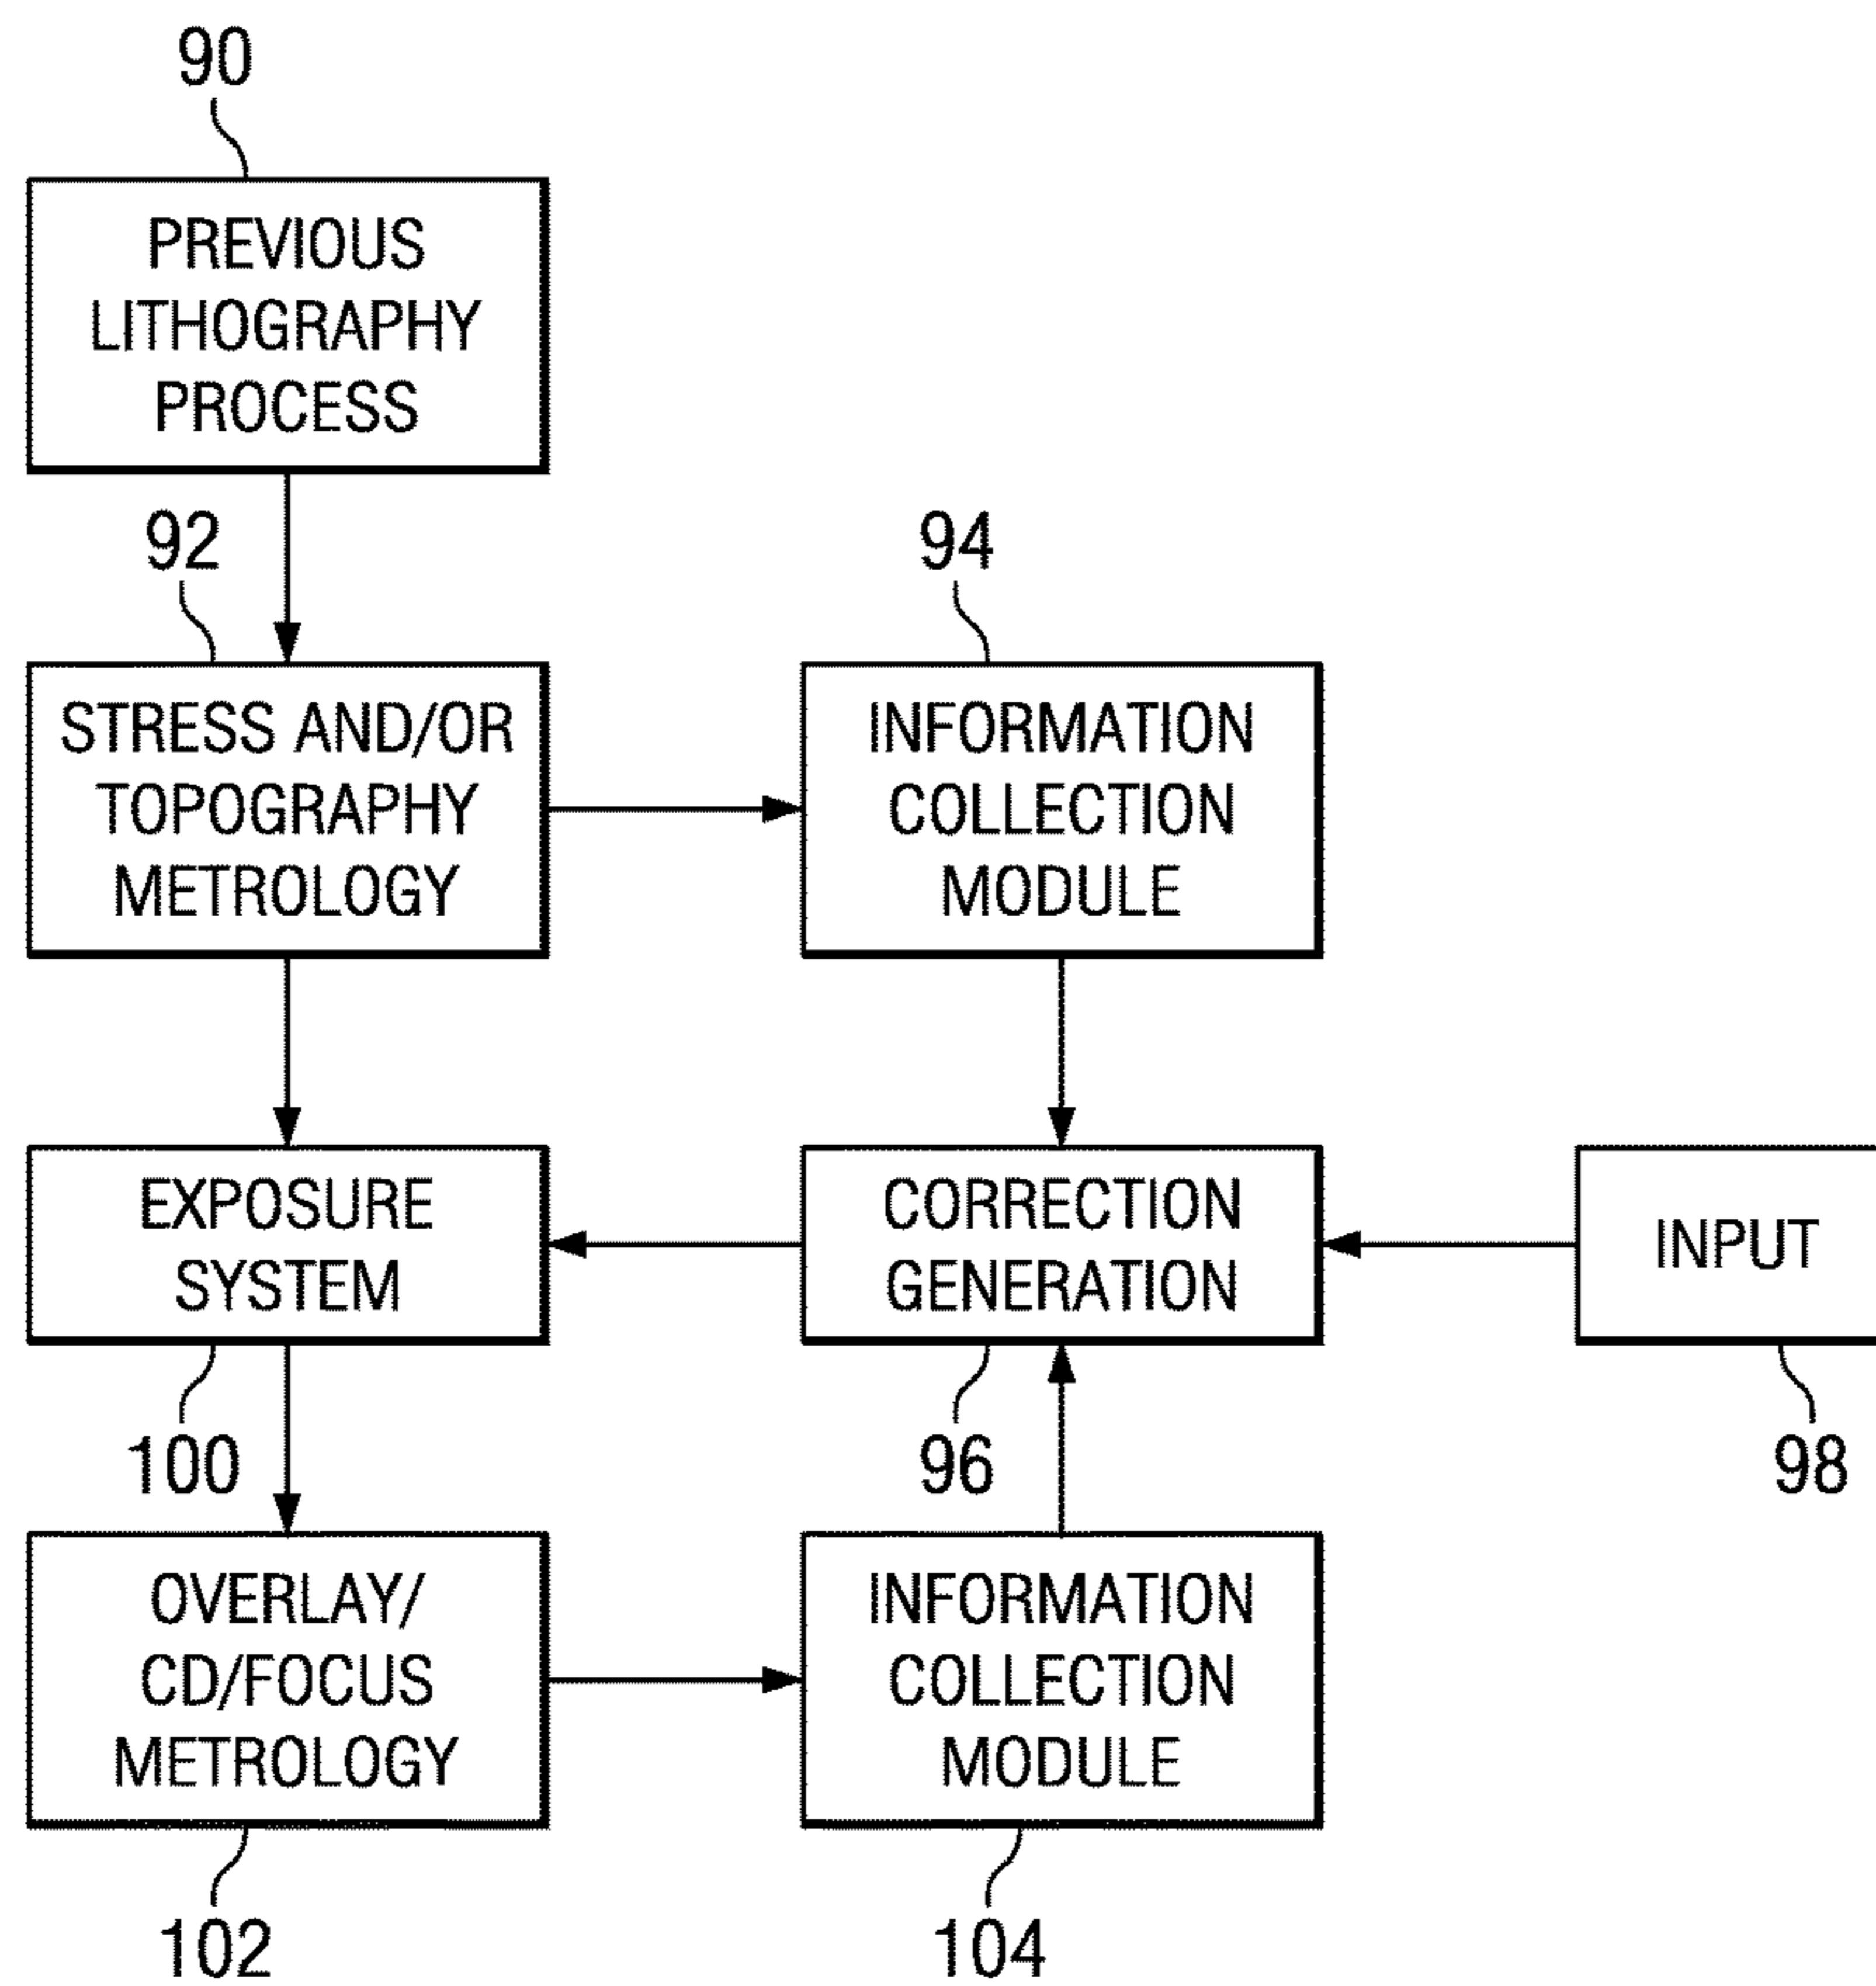 90
PREVIOUS
LITHOGRAPHY
PROCESS
92
STRESS AND/OR
TOPOGRAPHY
METROLOGY
94
INFORMATION
COLLECTION
MODULE
EXPOSURE
SYSTEM
100
CORRECTION
GENERATION
96
INPUT
98
OVERLAY/
CD/FOCUS
METROLOGY
102
INFORMATION
COLLECTION
MODULE
104